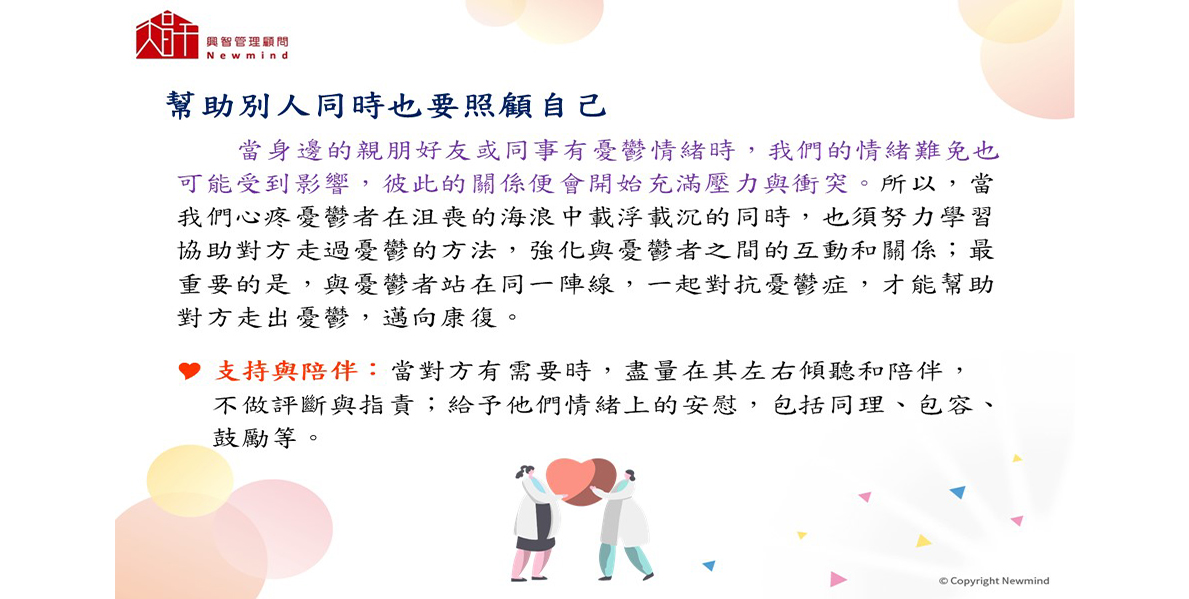 興智管理顧問
Newmind
幫助別人同時也要照顧自己
當身邊的親朋好友或同事有憂鬱情緒時，我們的情緒難免也
可能受到影響，彼此的關係便會開始充滿壓力與衝突。所以，當
我們心疼憂鬱者在沮喪的海浪中載浮載沉的同時，也須努力學習
協助對方走過憂鬱的方法，強化與憂鬱者之間的互動和關係；最
重要的是，與憂鬱者站在同一陣線，一起對抗憂鬱症，才能幫助
對方走出憂鬱，邁向康復。
支持與陪伴：當對方有需要時，盡量在其左右傾聽和陪伴，
不做評斷與指責；給予他們情緒上的安慰，包括同理、包容、
鼓勵等。
© Copyright Newmind